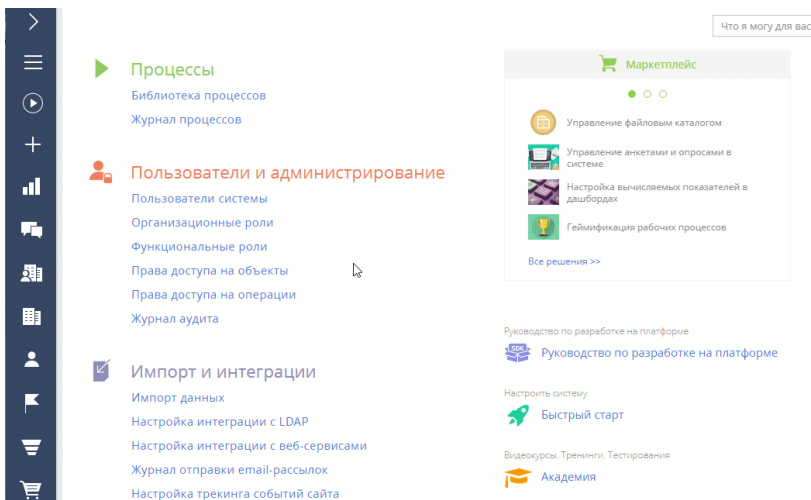 Что я могу для вас
Процессы
Библиотека процессов
Журнал процессов
Пользователи и администрирование
Пользователи системы
Организационные роли
Функциональные роли
Права доступа на объекты
Права доступа на операции
Журнал аудита
Импорт и интеграции
Импорт данных
Настройка интеграции с LDAP
Настройка интеграции с веб-сервисами
Журнал отправки email-рассылок
Настройка трекинга событий сайта
Маркетплейс
Управление файловым каталогом
Управление анкетами и опросами в
системе
Настройка вычисляемых показателей в
дашбордах
Геймификация рабочих процессов
Все решения >>
Руководство по разработке на платформе
SDK
Руководство по разработке на платформе
Настроить систему
Быстрый старт
Видеокурсы. Тренинги. Тестирования
Академия